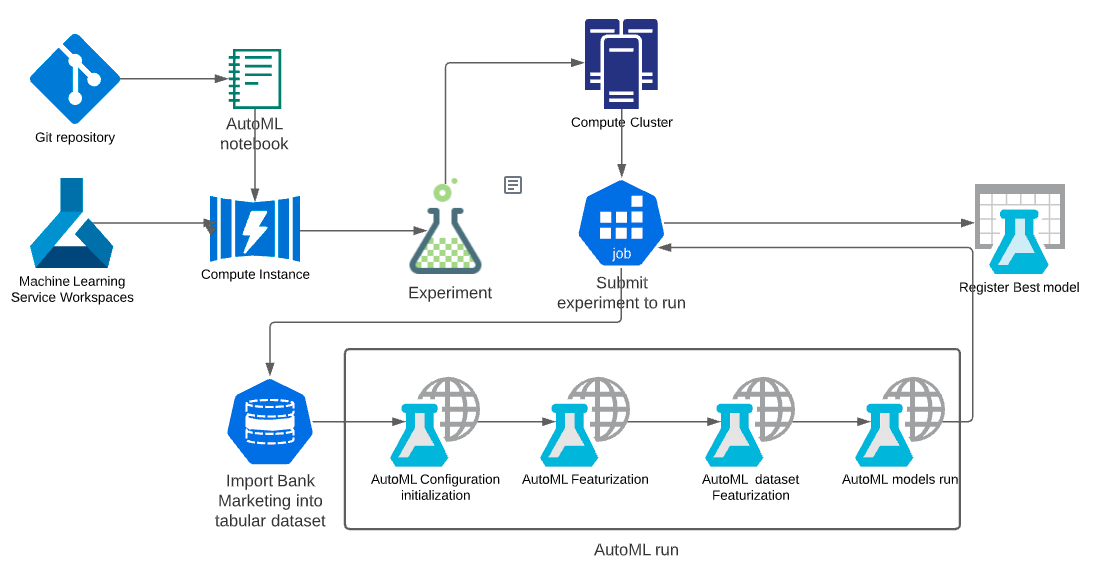 Git repository
AutoML
notebook
Compute Cluster
Machine Learning
Service Workspaces
Compute Instance
Experiment
job
Submit
experiment to run
Register Best model
Import Bank
Marketing into
tabular dataset
AutoML Configuration
initialization
AutoML Featurization
AutoML dataset
Featurization
AutoML models run
AutoML run